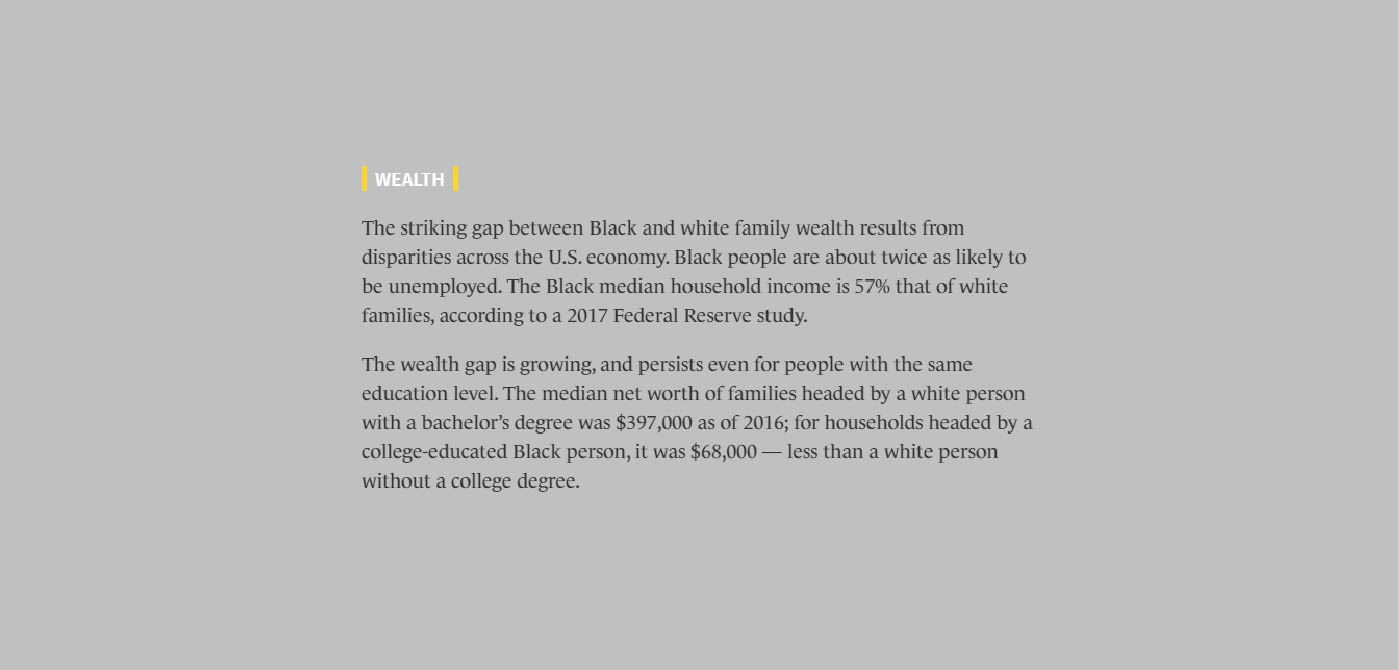 WEALTH
The striking gap between Black and white family wealth results from
disparities across the U.S. economy. Black people are about twice as likely to
be unemployed. The Black median household income is 57% that of white
families, according to a 2017 Federal Reserve study.
The wealth gap is growing, and persists even for people with the same
education level. The median net worth of families headed by a white person
with a bachelor’s degree was $397,000 as of 2016; for households headed by a
college-educated Black person, it was $68,000 — less than a white person
without a college degree.